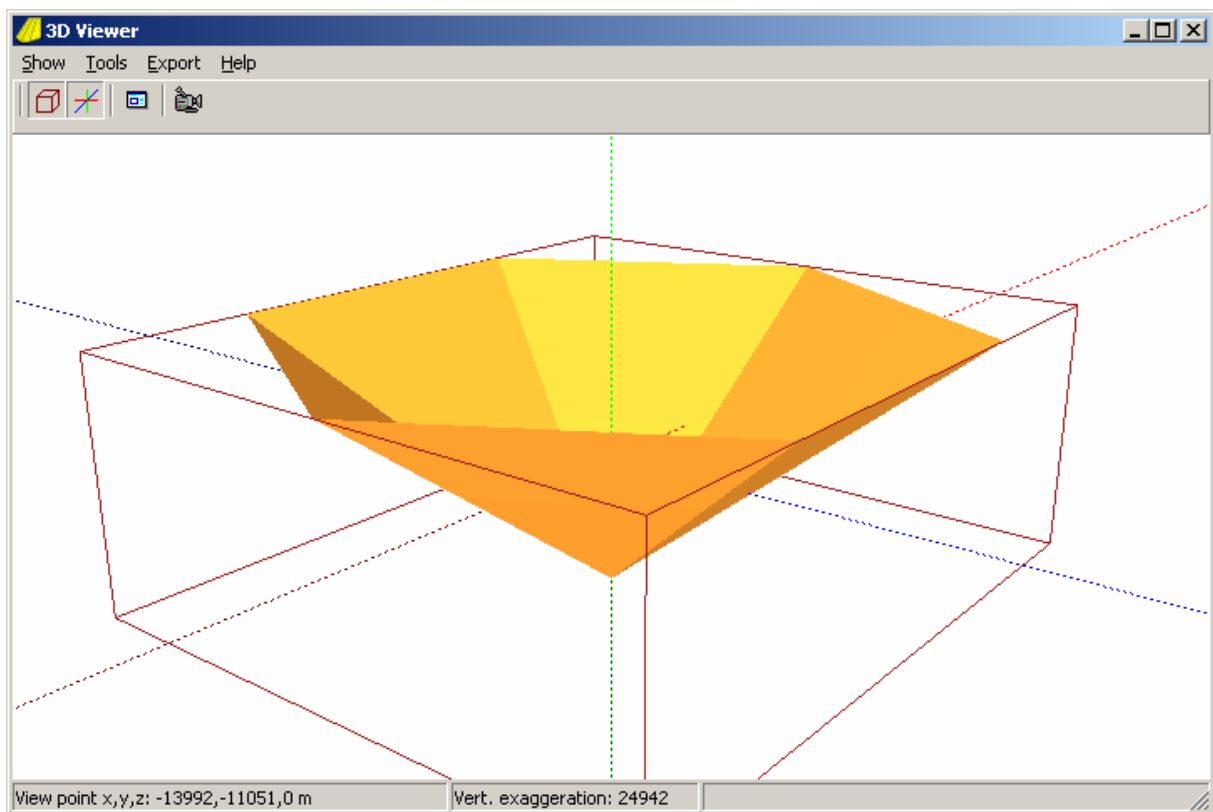 3D Viewer
Show Tools Export Help
View point x,y,z: -13992,-11051,0 m Vert. exaggeration: 24942